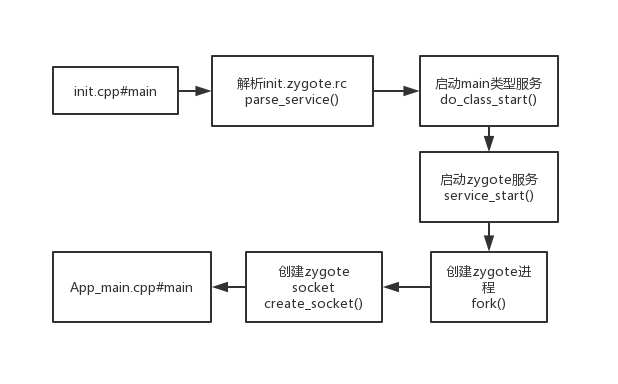 init.cpp#main
解析init.zygote.rc
parse_service()
启动main类型服务
do_class_start()
启动zygote服务
service_start()
创建zygote进
程
fork()
创建zygote
socket
create_socket()
App_main.cpp#main